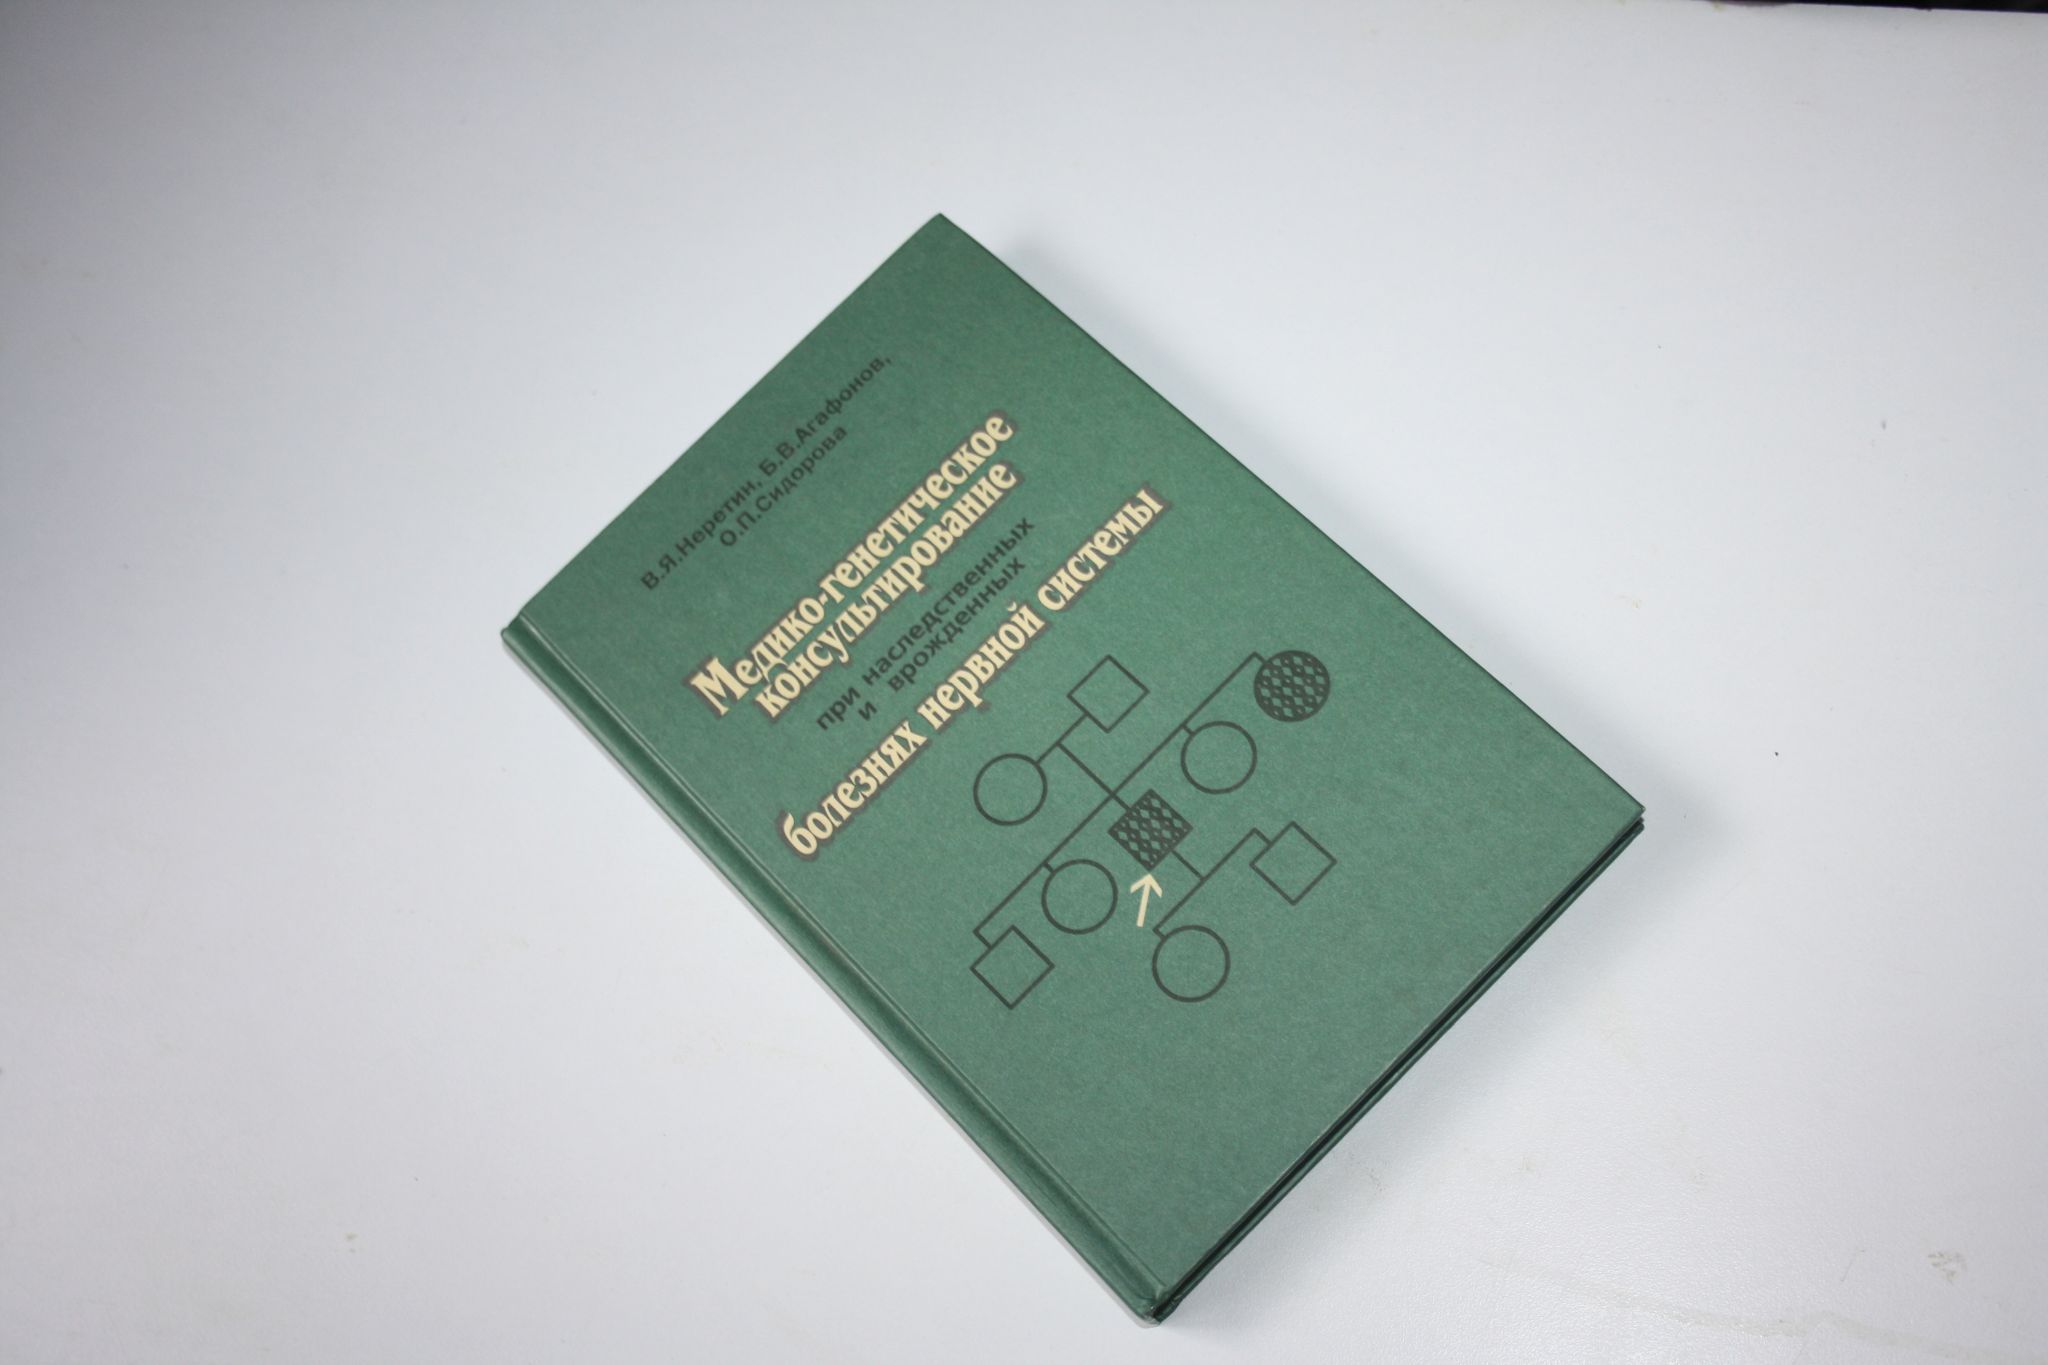 В.Я.Неретин, Б.В.Агафонов,
О.П.Сидорова
Медико-генетическое
консультирование
при наследственных
и врожденных
болезнях нервной системы